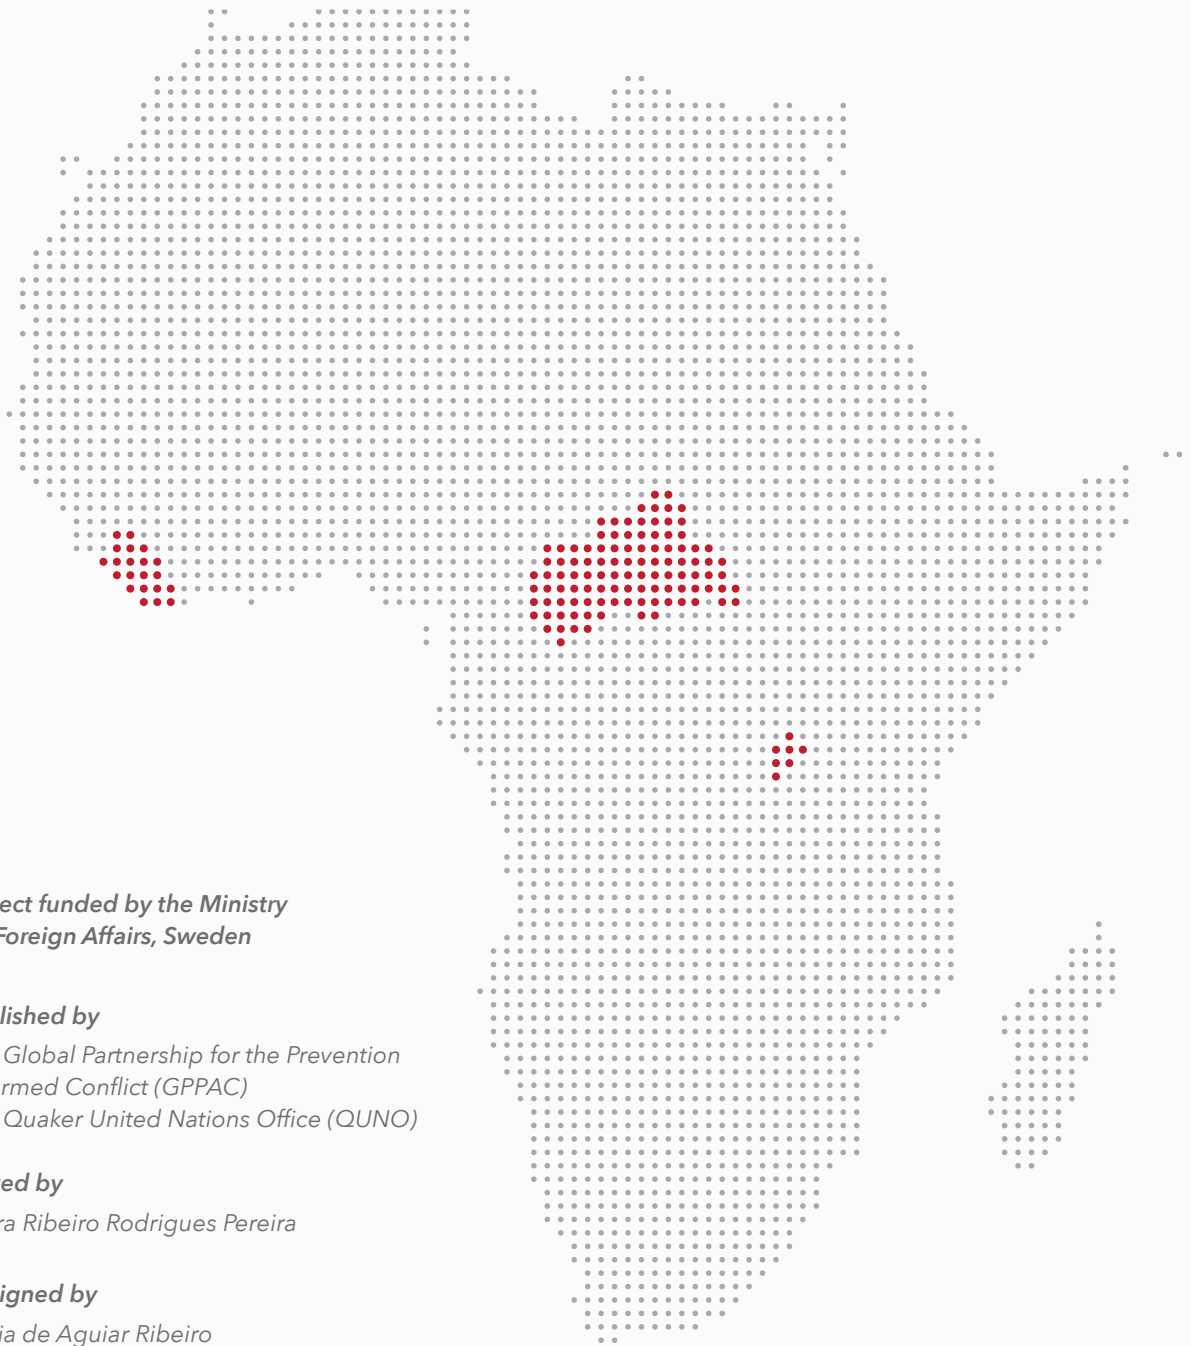 ect funded by the Ministry
Foreign Affairs, Sweden
lished by
Global Partnership for the Prevention
rmed Conflict (GPPAC)
Quaker United Nations Office (QUNO)
ed by
ra Ribeiro Rodrigues Pereira
igned by
ia de Aguiar Ribeiro